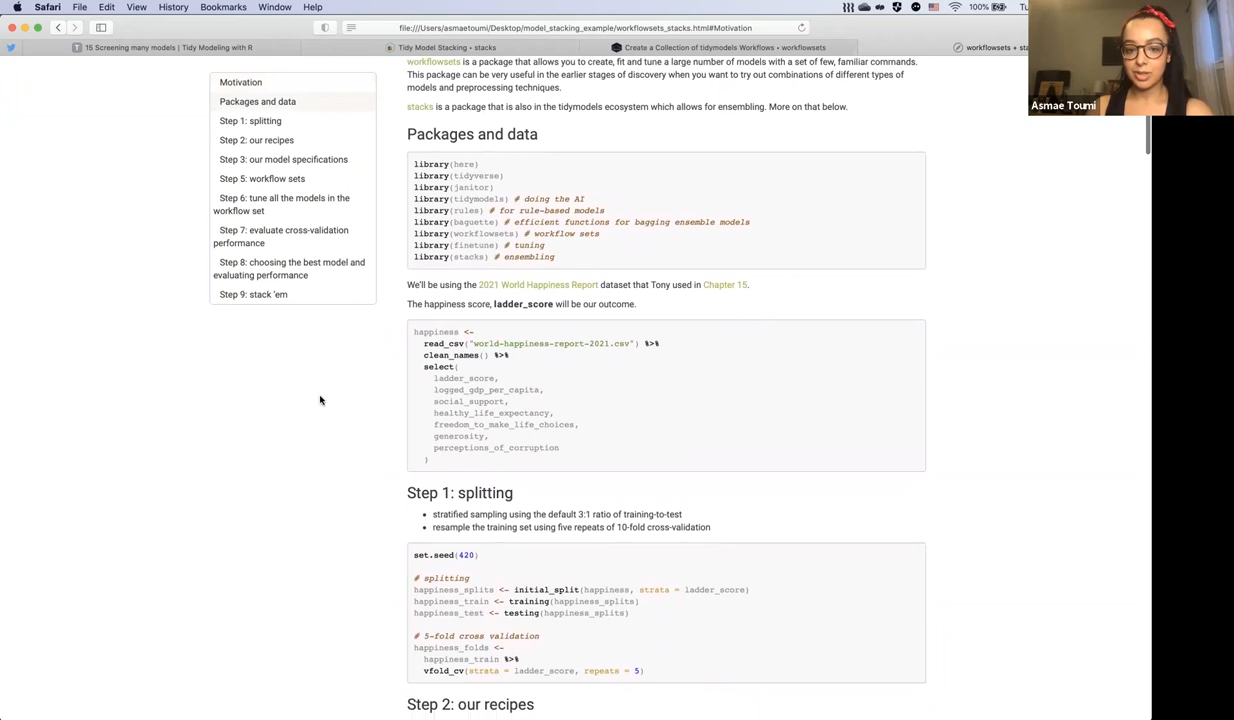 Safari File Edit View History Bookmarks Window Help 100% Tu
file:///Users/asmaetoumi/Desktop/model_stacking_example/workflowsets_stacks.html#Motivation
15 Screening many models | Tidy Modeling with R
Tidy Model Stacking • stacks
Create a Collection of tidymodels Workflows • workflowsets
workflowsets + sta
Asmae Toumi
Motivation
Packages and data
Step 1: splitting
Step 2: our recipes
Step 3: our model specifications
Step 5: workflow sets
Step 6: tune all the models in the
workflow set
Step 7: evaluate cross-validation
performance
Step 8: choosing the best model and
evaluating performance
Step 9: stack 'em
workflowsets is a package that allows you to create, fit and tune a large number of models with a set of few, familiar commands.
This package can be very useful in the earlier stages of discovery when you want to try out combinations of different types of
models and preprocessing techniques.
stacks is a package that is also in the tidymodels ecosystem which allows for ensembling. More on that below.
Packages and data
library(here)
library(tidyverse)
library(janitor)
library(tidymodels) # doing the AI
library(rules) # for rule-based models
library(baguette) # efficient functions for bagging ensemble models
library(workflowsets) # workflow sets
library(finetune) # tuning
library(stacks) # ensembling
We'll be using the 2021 World Happiness Report dataset that Tony used in Chapter 15.
The happiness score, ladder_score will be our outcome.
happiness <-
read_csv("world-happiness-report-2021.csv") %>%
clean_names() %>%
select(
ladder_score,
logged_gdp_per_capita,
social_support,
healthy_life_expectancy,
freedom_to_make_life_choices,
generosity,
perceptions_of_corruption
)
Step 1: splitting
• stratified sampling using the default 3:1 ratio of training-to-test
• resample the training set using five repeats of 10-fold cross-validation
set.seed(420)
# splitting
happiness_splits <- initial_split(happiness, strata = ladder_score)
happiness_train <- training(happiness_splits)
happiness_test <- testing(happiness_splits)
# 5-fold cross validation
happiness_folds <-
happiness_train %>%
vfold_cv(strata = ladder_score, repeats = 5)
Step 2: our recipes